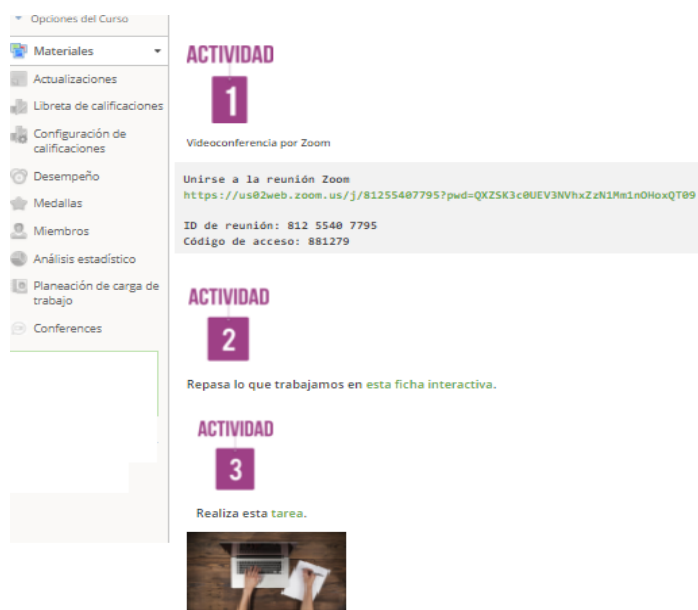 Opciones del Curso
Materiales
Actualizaciones
Libreta de calificaciones
Configuración de
calificaciones
Desempeño
Medallas
Miembros
Análisis estadístico
Planeación de carga de
trabajo
Conferences
ACTIVIDAD
1
Videoconferencia por Zoom
Unirse a la reunión Zoom
https://us02web.zoom.us/j/81255407795?pwd=QXZSK3c0UEV3NVhxZzN1Mm1nOHoxQT09
ID de reunión: 812 5540 7795
Código de acceso: 881279
ACTIVIDAD
2
Repasa lo que trabajamos en esta ficha interactiva.
ACTIVIDAD
3
Realiza esta tarea.